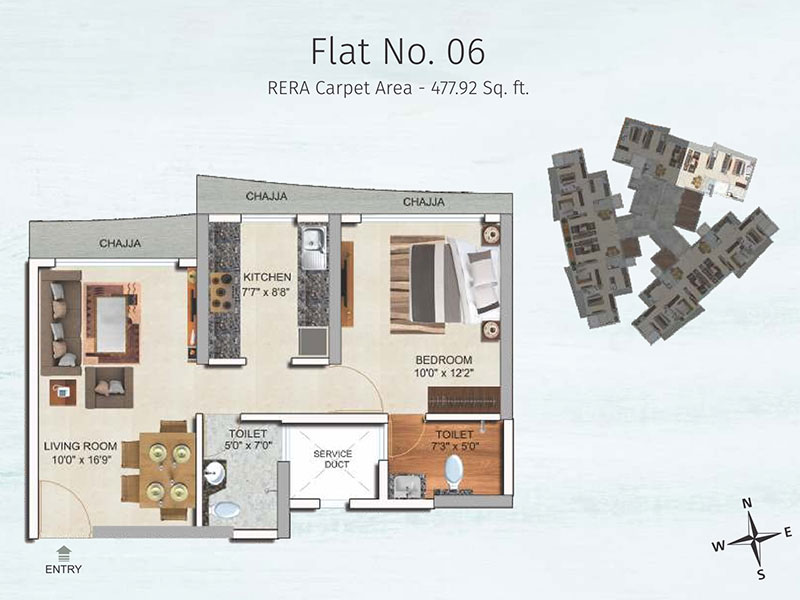 Flat No. 06
RERA Carpet Area - 477.92 Sq. ft.
CHAJJA
CHAJJA
CHAJJA
KITCHEN
7'7" x 8'8"
BEDROOM
10'0" x 12'2"
LIVING ROOM
10'0" x 16'9"
TOILET
5'0" x 7'0"
SERVICE
DUCT
TOILET
7'3" x 5'0"
ENTRY
N
W
E
S